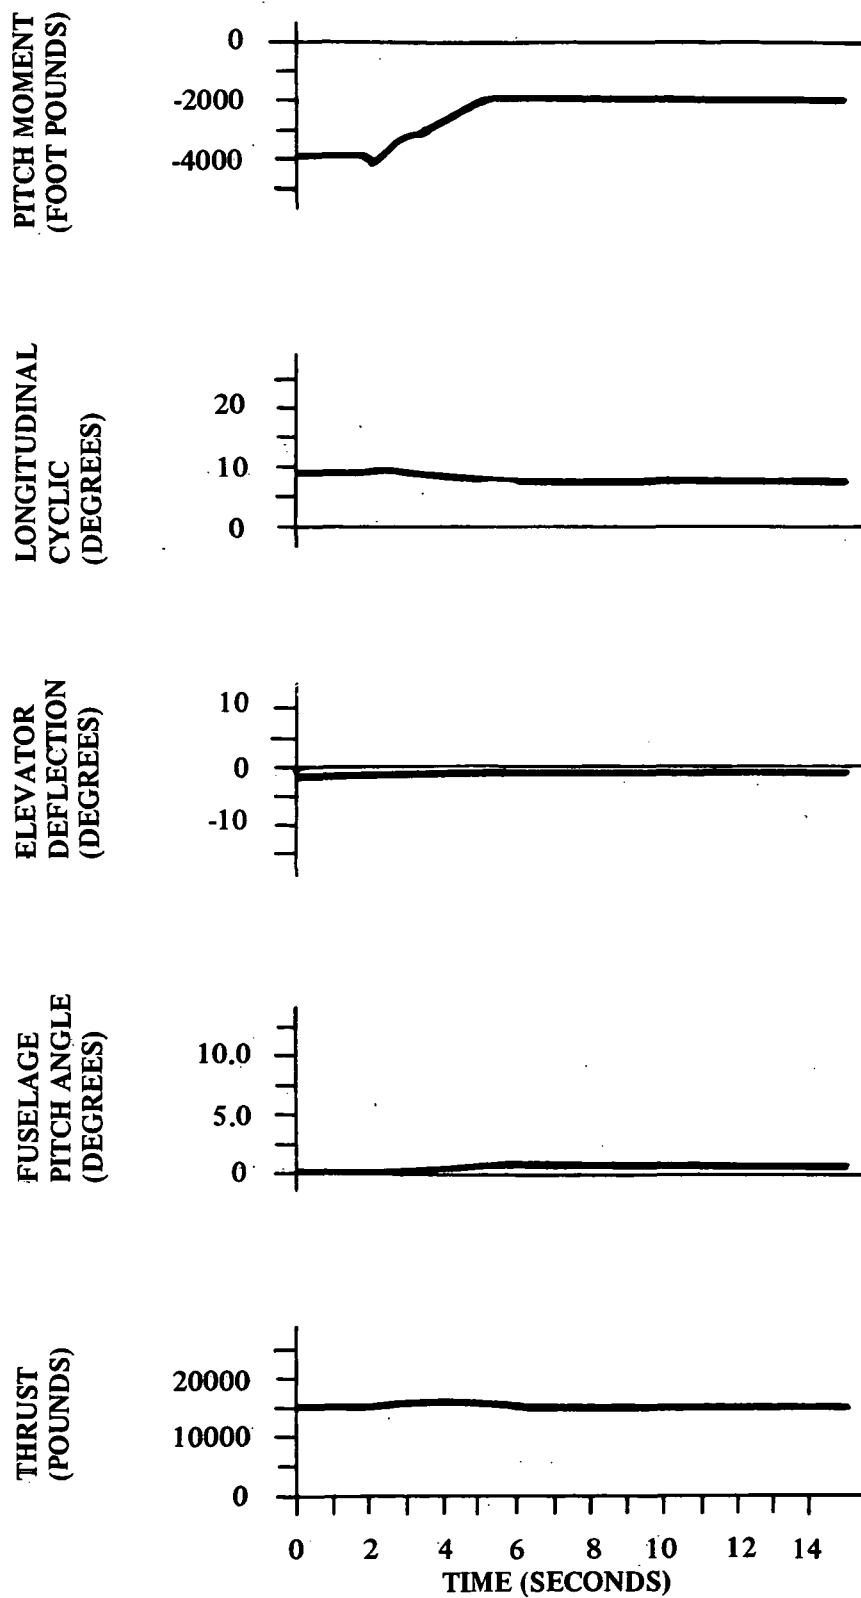 PITCH MOMENT
(FOOT POUNDS)
0
-2000
-4000
LONGITUDINAL
CYCLIC
(DEGREES)
20
10
0
ELEVATOR
DEFLECTION
(DEGREES)
10
0
-10
FUSELAGE
PITCH ANGLE
(DEGREES)
10.0
5.0
0
THRUST
(POUNDS)
20000
10000
0
0 2 4 6 8 10 12 14
TIME (SECONDS)